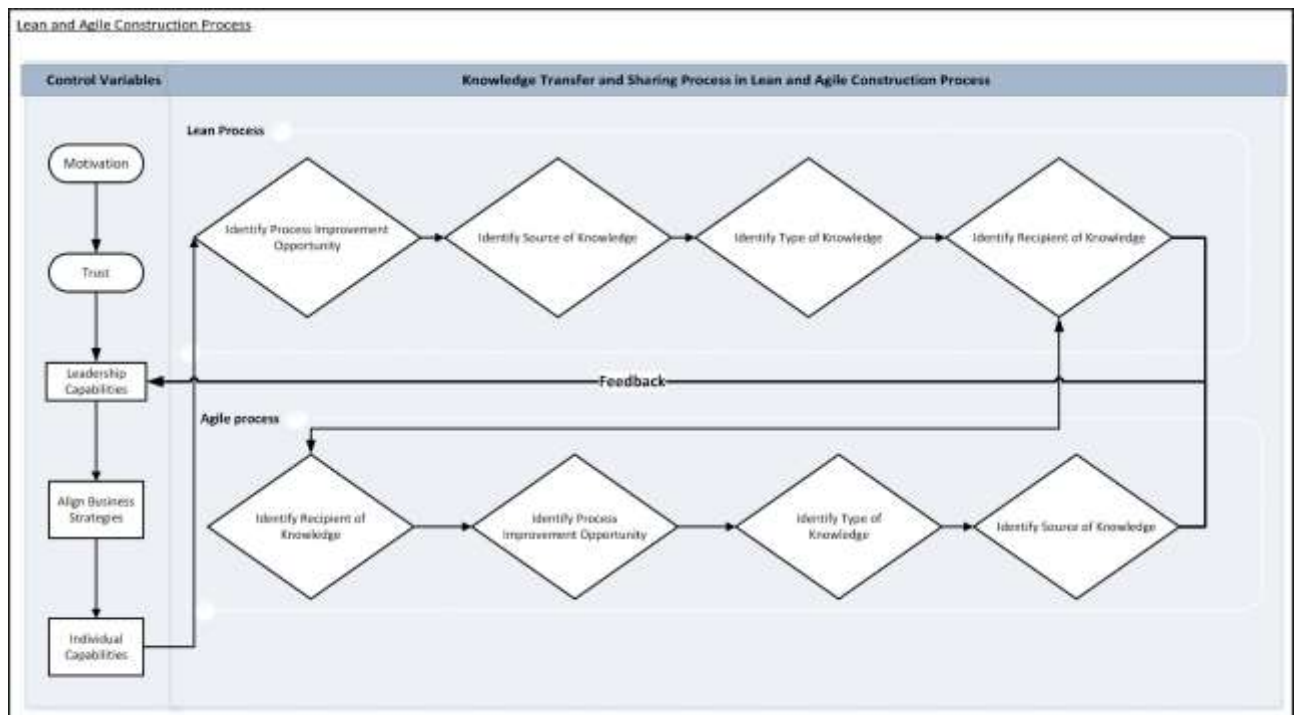 Lean and Agile Construction Process
Control Variables
Knowledge Transfer and Sharing Process in Lean and Agile Construction Process
Motivation
Trust
Leadership
Capabilities
Align Business
Strategies
Individual
Capabilities
Lean Process
Identify Process Improvement
Opportunity
Identify Source of Knowledge
Identify Type of Knowledge
Identify Recipient of Knowledge
Feedback
Agile process
Identify Recipient of
Knowledge
Identify Process
Improvement Opportunity
Identify Type of
Knowledge
Identify Source of Knowledge